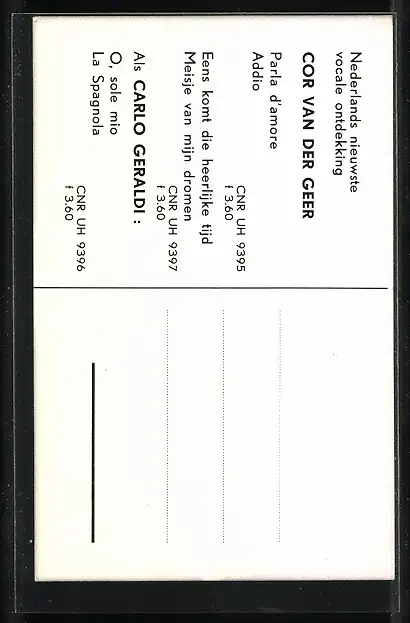 Nederlands nieuwste
vocale ontdekking
COR VAN DER GEER
Parla d'amore
Addio
CNR UH 9395
f 3.60
Eens komt die heerlijke tijd
Meisje van mijn dromen
CNR UH 9397
f 3.60
Als CARLO GERALDI :
O, sole mio
La Spagnola
CNR UH 9396
f 3.60